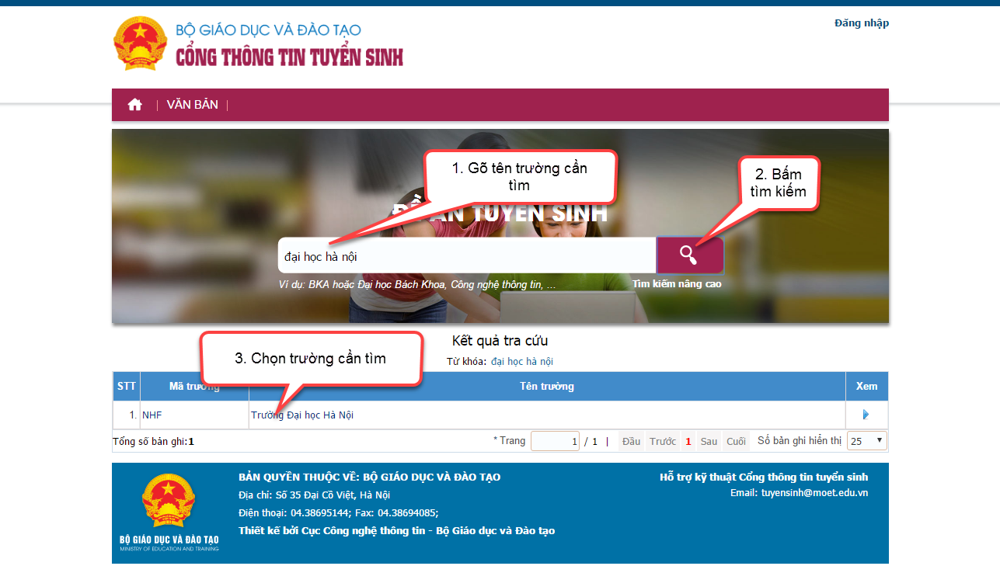 Đăng nhập
BỘ GIÁO DỤC VÀ ĐÀO TẠO
CỔNG THÔNG TIN TUYỂN SINH
VĂN BẢN
1. Gõ tên trường cần
tìm
2. Bấm
tìm kiếm
ĐỀ ÁN TUYỂN SINH
đại học hà nội
Ví dụ: BKA hoặc Đại học Bách Khoa, Công nghệ thông tin, ...
Tìm kiếm nâng cao
Kết quả tra cứu
3. Chọn trường cần tìm
Từ khóa: đại học hà nội
STT Mã trường Tên trường Xem
1. NHF Trường Đại học Hà Nội
Tổng số bản ghi:1 * Trang 1 / 1 | Đầu Trước 1 Sau Cuối Số bản ghi hiển thị 25
BẢN QUYỀN THUỘC VỀ: BỘ GIÁO DỤC VÀ ĐÀO TẠO
Địa chỉ: Số 35 Đại Cồ Việt, Hà Nội
Điện thoại: 04.38695144; Fax: 04.38694085;
Thiết kế bởi Cục Công nghệ thông tin - Bộ Giáo dục và Đào tạo
Hỗ trợ kỹ thuật Cổng thông tin tuyển sinh
Email: tuyensinh@moet.edu.vn
BỘ GIÁO DỤC VÀ ĐÀO TẠO
MINISTRY OF EDUCATION AND TRAINING